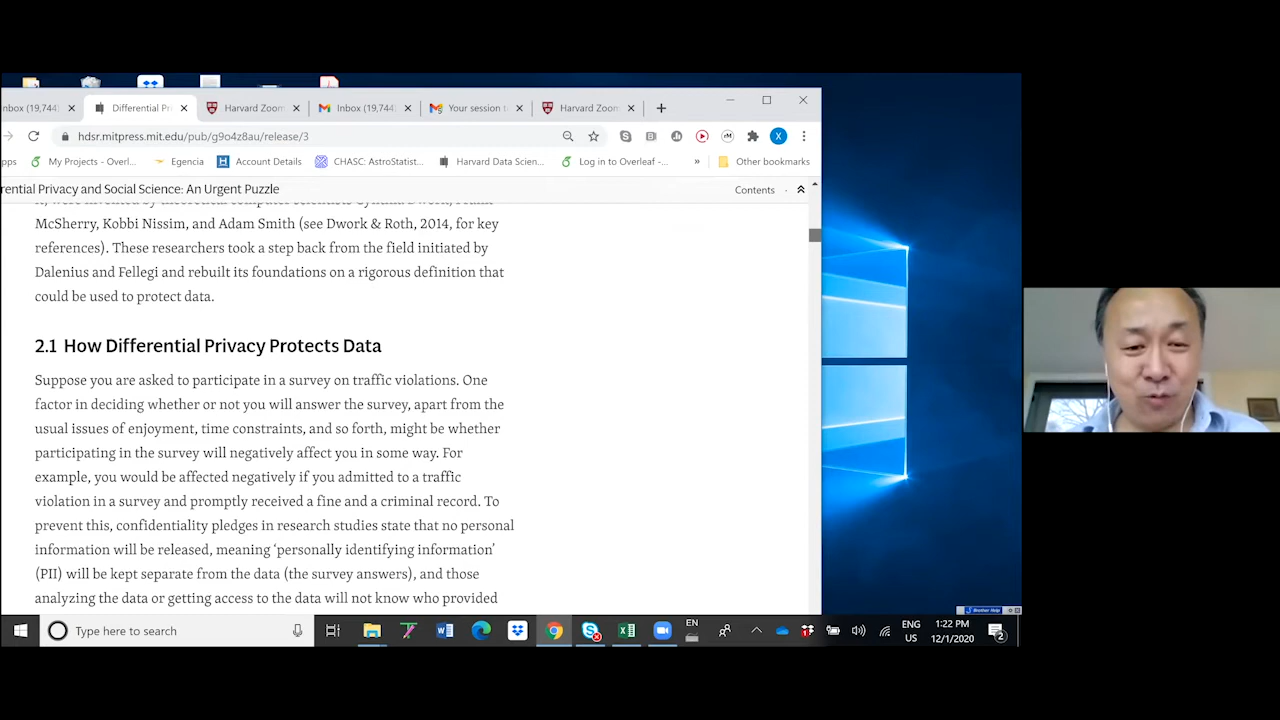 nbox (19,744)
Differential Pri
Harvard Zoom
Inbox (19,744)
Your session t
Harvard Zoom
hdsr.mitpress.mit.edu/pub/g9o4z8au/release/3
X
pps
My Projects - Overl...
Egencia
Account Details
CHASC: AstroStatist...
Harvard Data Scien...
Log in to Overleaf -...
»
Other bookmarks
rential Privacy and Social Science: An Urgent Puzzle
Contents
McSherry, Kobbi Nissim, and Adam Smith (see Dwork & Roth, 2014, for key
references). These researchers took a step back from the field initiated by
Dalenius and Fellegi and rebuilt its foundations on a rigorous definition that
could be used to protect data.
2.1 How Differential Privacy Protects Data
Suppose you are asked to participate in a survey on traffic violations. One
factor in deciding whether or not you will answer the survey, apart from the
usual issues of enjoyment, time constraints, and so forth, might be whether
participating in the survey will negatively affect you in some way. For
example, you would be affected negatively if you admitted to a traffic
violation in a survey and promptly received a fine and a criminal record. To
prevent this, confidentiality pledges in research studies state that no personal
information will be released, meaning ‘personally identifying information’
(PII) will be kept separate from the data (the survey answers), and those
analyzing the data or getting access to the data will not know who provided
Brother Help
Type here to search
EN
ENG
US
1:22 PM
12/1/2020
2